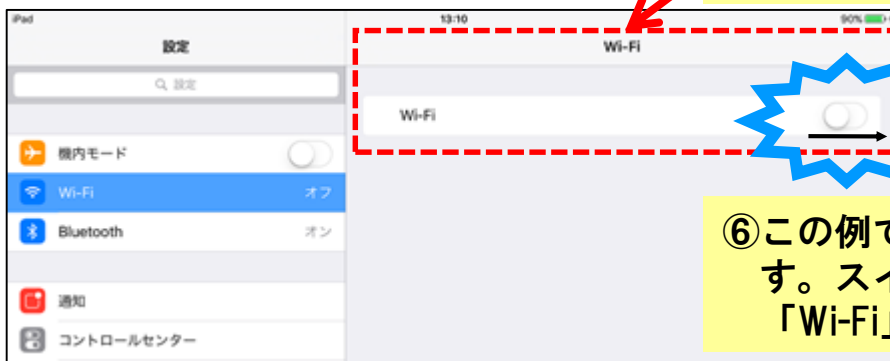 iPad
13:10
90%
設定
Wi-Fi
設定
Wi-Fi
機内モード
Wi-Fi オフ
Bluetooth オン
通知
コントロールセンター
⑥この例で
す。スイ
「Wi-Fi」